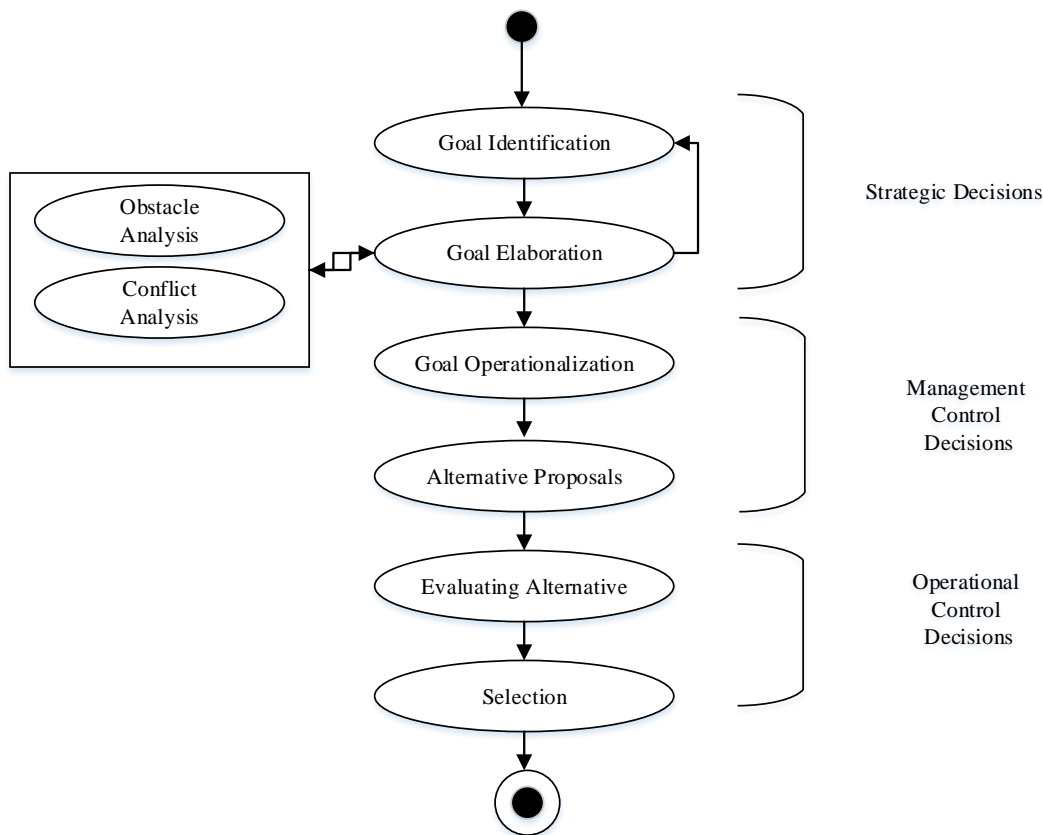 Goal Identification
Strategic Decisions
Obstacle
Analysis
Goal Elaboration
Conflict
Analysis
Goal Operationalization
Management
Control
Decisions
Alternative Proposals
Evaluating Alternative
Operational
Control
Decisions
Selection